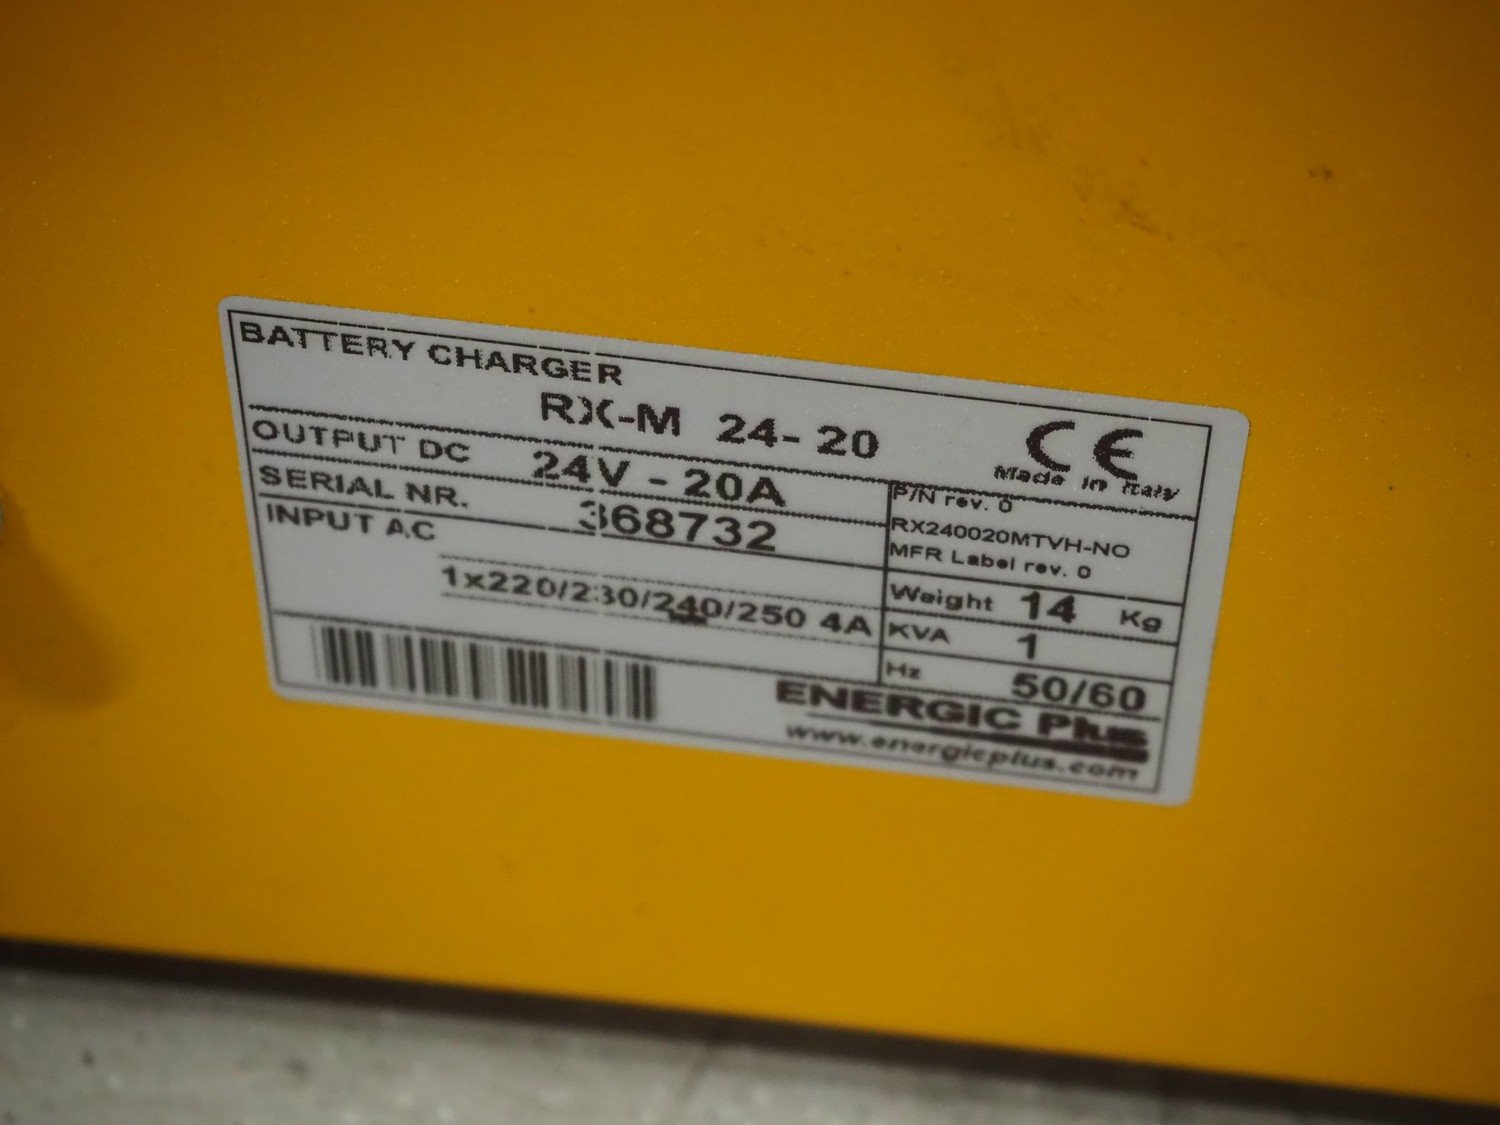 BATTERY CHARGER
RX-M 24-20
CE
Made in Italy
OUTPUT DC 24V - 20A
SERIAL NR. 368732
INPUT AC
1x220/230/240/250 4A
P/N rev. 0
RX240020MTVH-NO
MFR Label rev. 0
Weight 14 Kg
KVA 1
Hz 50/60
ENERGIC Plus
www.energicplus.com